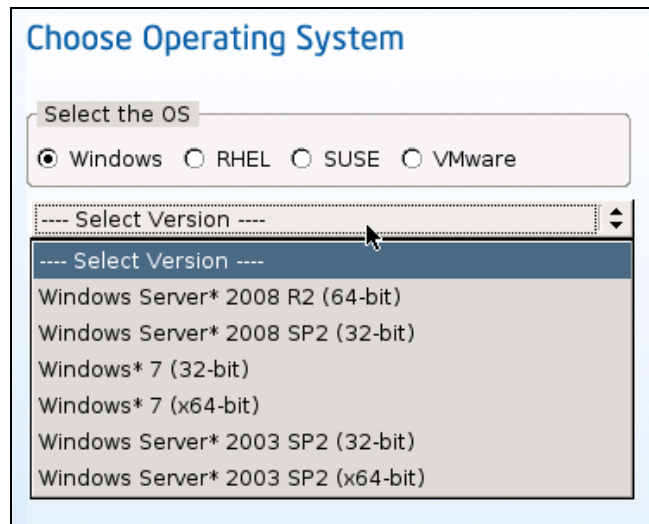 Choose Operating System
Select the OS
Windows RHEL SUSE VMware
---- Select Version ----
---- Select Version ----
Windows Server* 2008 R2 (64-bit)
Windows Server* 2008 SP2 (32-bit)
Windows* 7 (32-bit)
Windows* 7 (x64-bit)
Windows Server* 2003 SP2 (32-bit)
Windows Server* 2003 SP2 (x64-bit)